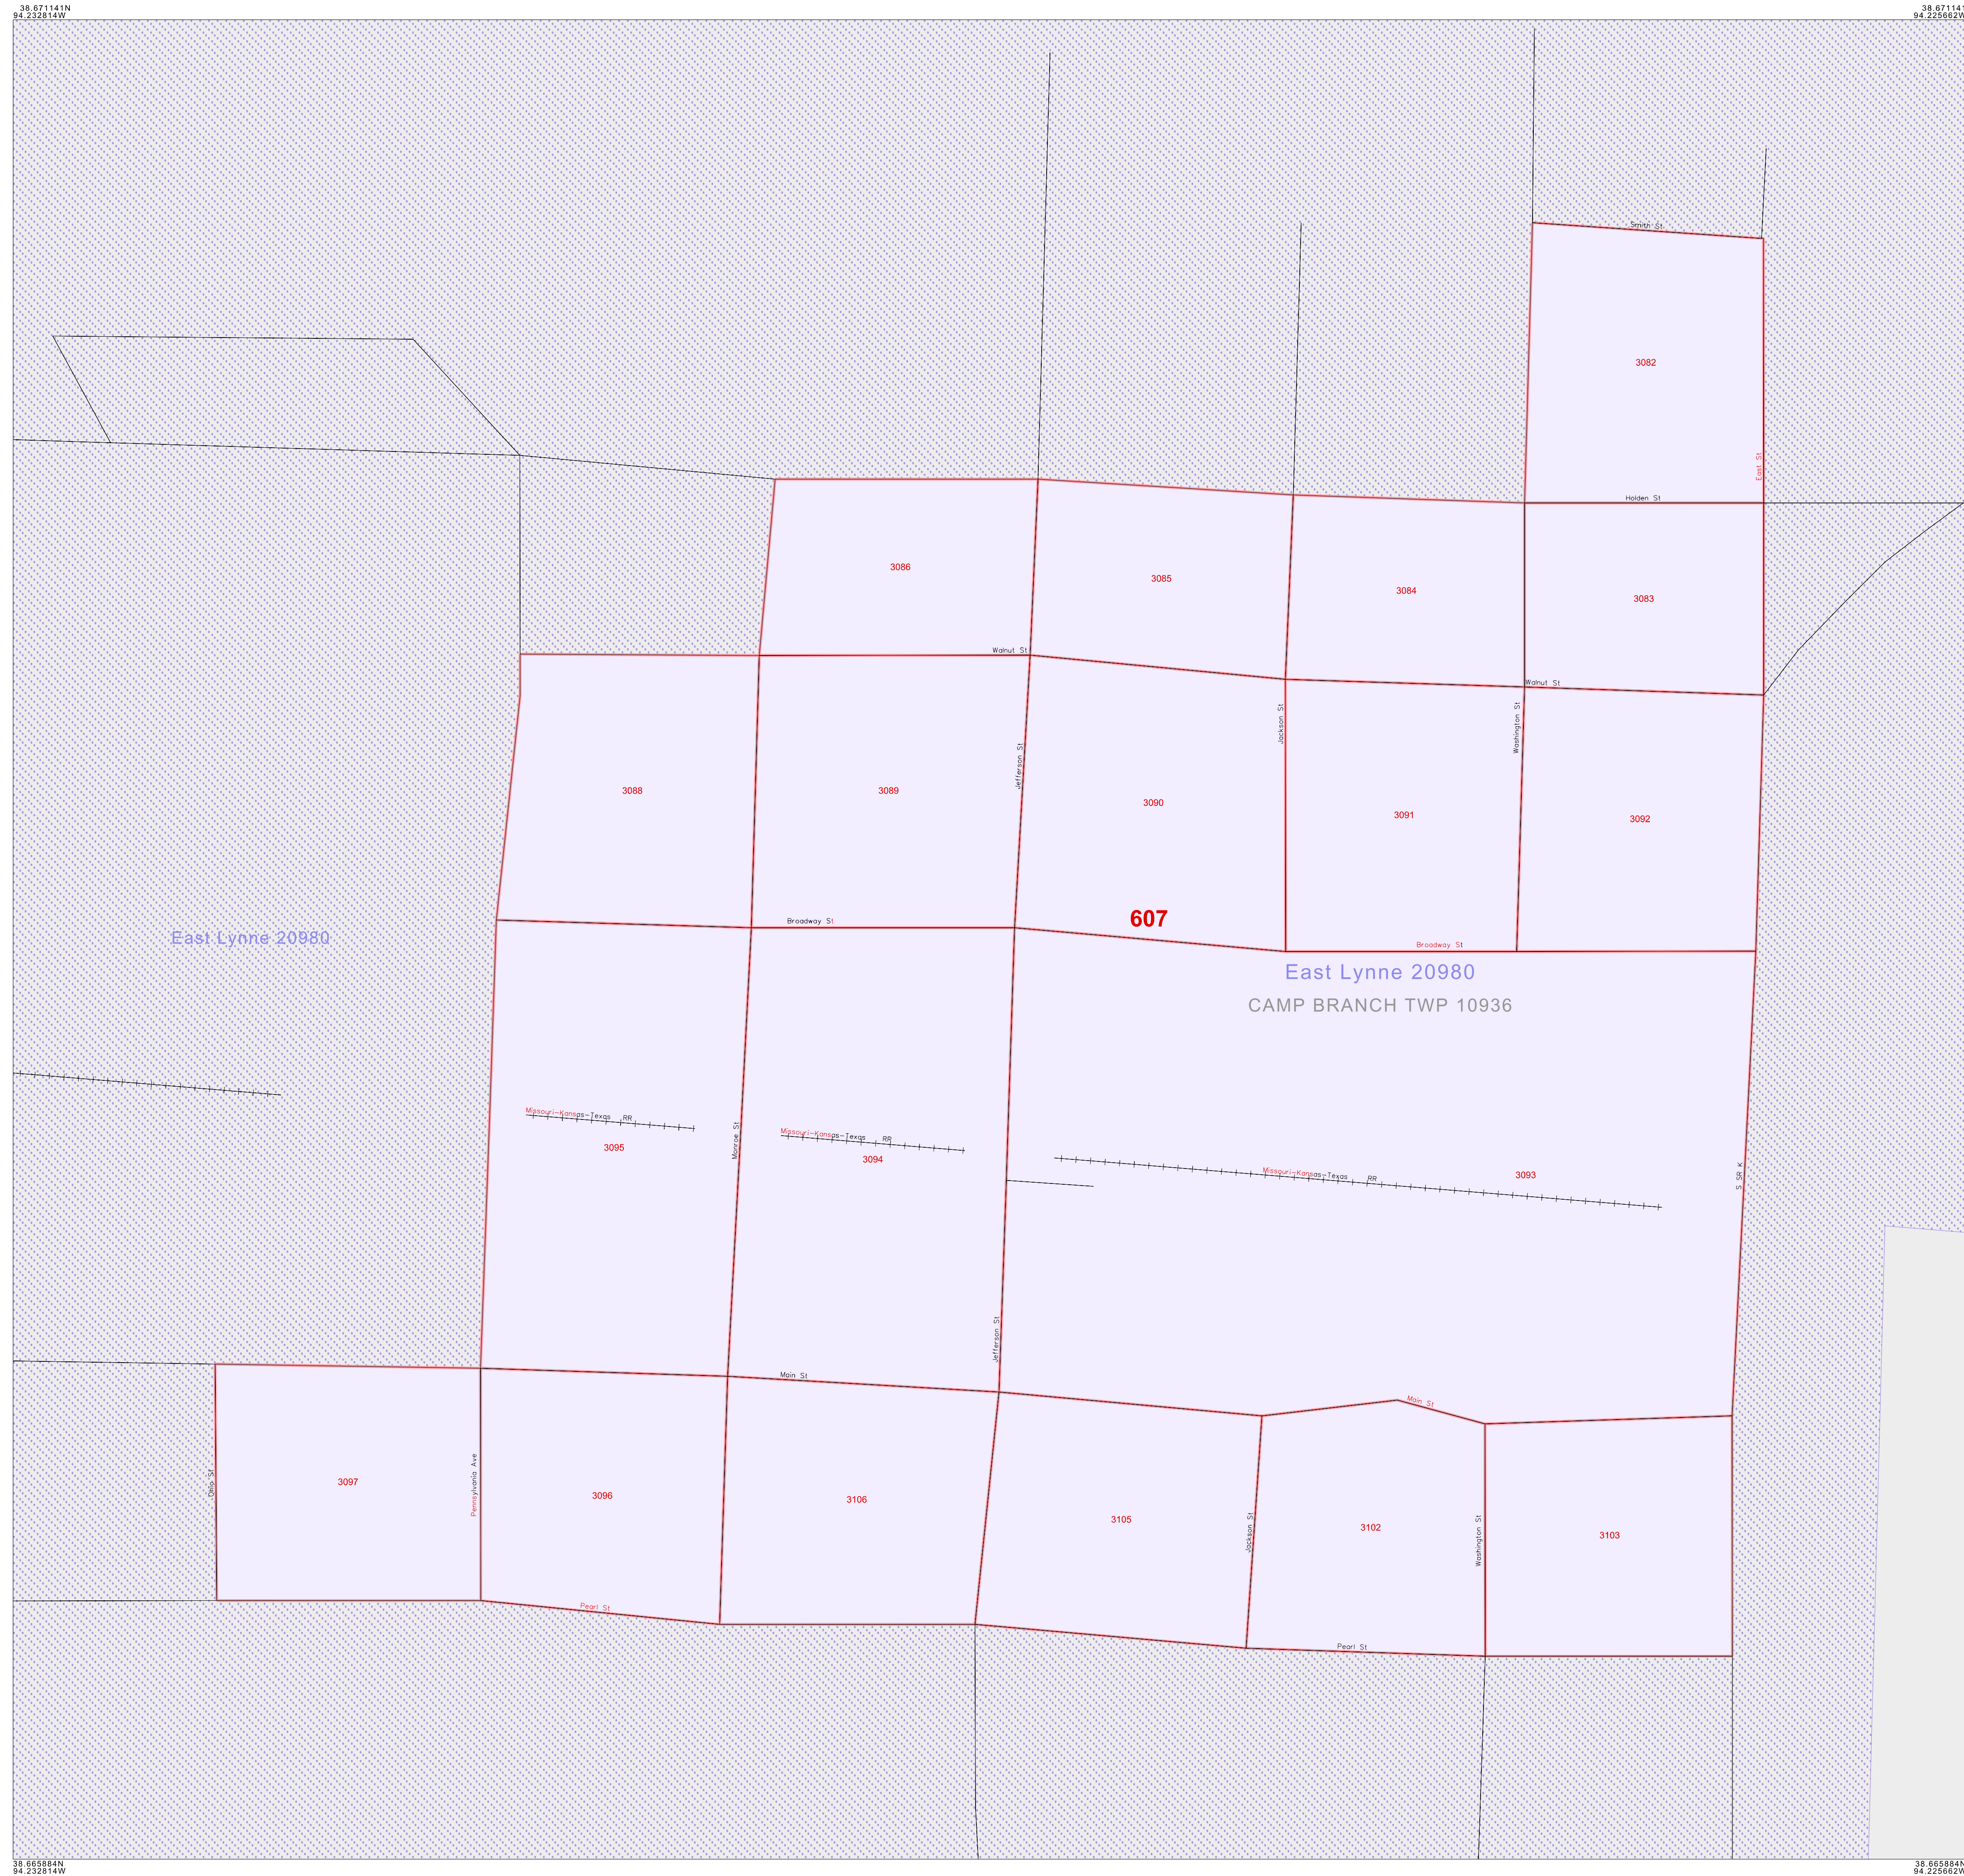 38.671141N
94.232814W
38.671141
94.225662W
Smith St
3082
East St
Holden St
3086
3085
3084
3083
Walnut St
Walnut St
Jackson St
Washington St
Jefferson St
3088
3089
3090
3091
3092
607
Broadway St
Broadway St
East Lynne 20980
East Lynne 20980
CAMP BRANCH TWP 10936
Missouri-Kansas-Texas RR
3095
Monroe St
Missouri-Kansas-Texas RR
3094
Missouri-Kansas-Texas RR
3093
S SR K
Jefferson St
Main St
Main St
Ohio St
3097
Pennsylvania Ave
3096
3106
3105
Jackson St
3102
Washington St
3103
Pearl St
Pearl St
38.665884N
94.232814W
38.665884N
94.225662W